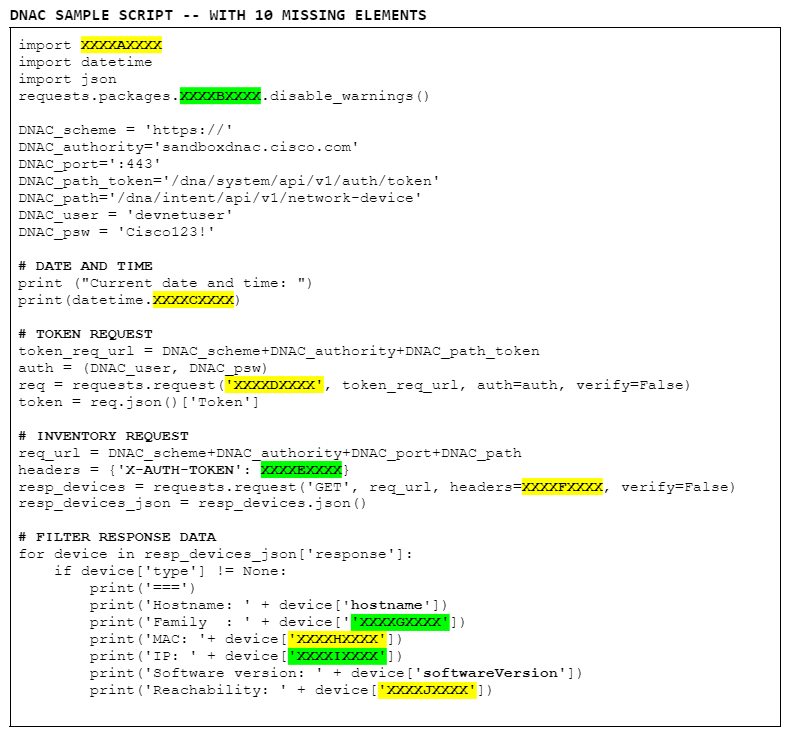 DNAC SAMPLE SCRIPT -- WITH 10 MISSING ELEMENTS
import XXXXAXXXX
import datetime
import json
requests.packages.XXXXBXXXX.disable_warnings()
DNAC_scheme = 'https://'
DNAC_authority='sandboxdnac.cisco.com'
DNAC_port=':443'
DNAC_path_token='/dna/system/api/v1/auth/token'
DNAC_path='/dna/intent/api/v1/network-device'
DNAC_user = 'devnetuser'
DNAC_psw = 'Cisco123!'
# DATE AND TIME
print ("Current date and time: ")
print(datetime.XXXXCXXXX)
# TOKEN REQUEST
token_req_url = DNAC_scheme+DNAC_authority+DNAC_path_token
auth = (DNAC_user, DNAC_psw)
req = requests.request('XXXXDXXXX', token_req_url, auth=auth, verify=False)
token = req.json()['Token']
# INVENTORY REQUEST
req_url = DNAC_scheme+DNAC_authority+DNAC_port+DNAC_path
headers = {'X-AUTH-TOKEN': XXXXEXXXX}
resp_devices = requests.request('GET', req_url, headers=XXXXFXXXX, verify=False)
resp_devices_json = resp_devices.json()
# FILTER RESPONSE DATA
for device in resp_devices_json['response']:
    if device['type'] != None:
        print('===')
        print('Hostname: ' + device['hostname'])
        print('Family  : ' + device[''XXXXGXXXX'])
        print('MAC: '+ device['XXXXHXXXX'])
        print('IP: ' + device['XXXXIXXXX'])
        print('Software version: ' + device['softwareVersion'])
        print('Reachability: ' + device['XXXXJXXXX'])